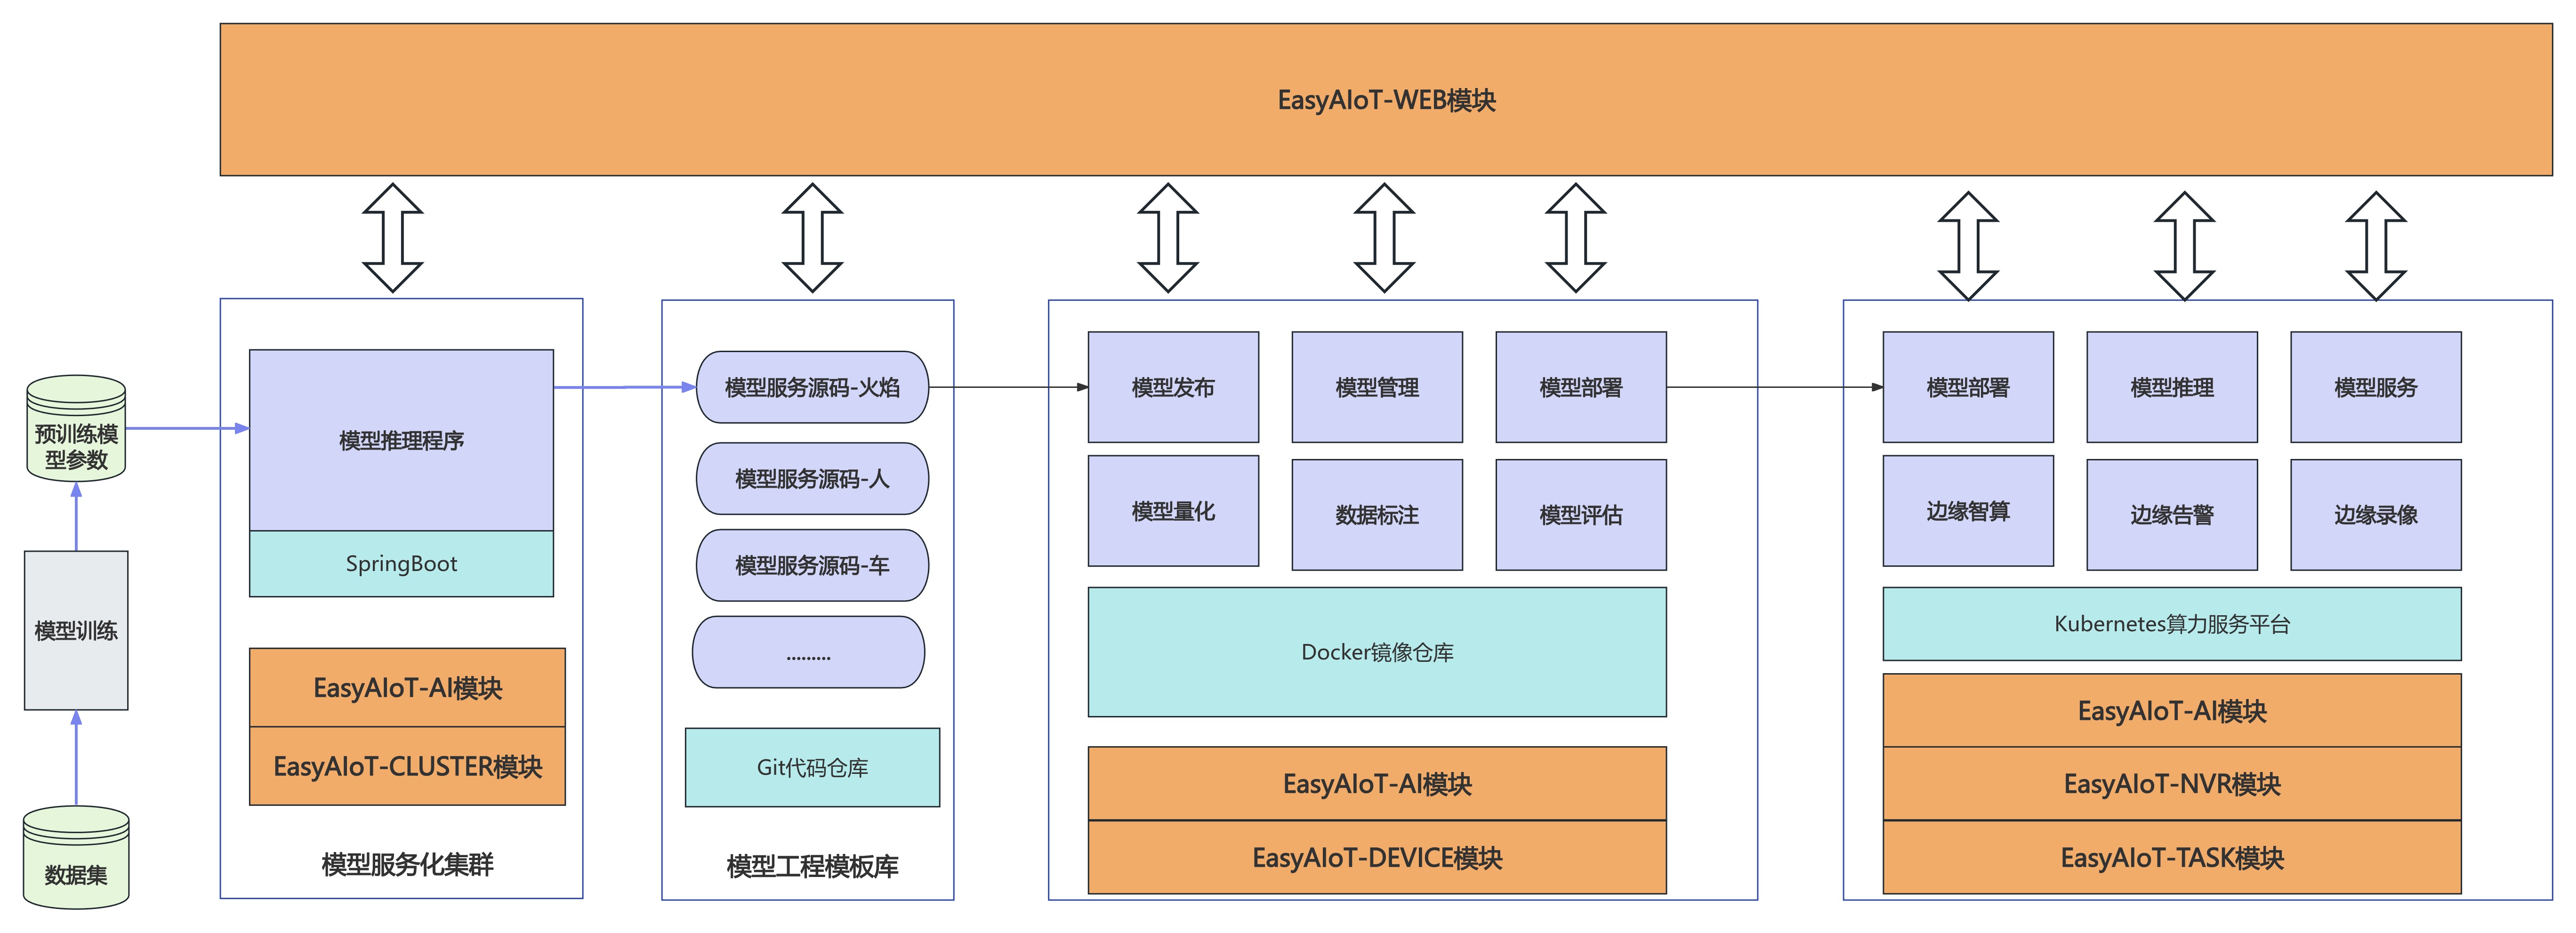 EasyAIoT-WEB模块
预训练模
型参数
模型训练
数据集
模型推理程序
SpringBoot
EasyAIoT-AI模块
EasyAIoT-CLUSTER模块
模型服务化集群
模型服务源码-火焰
模型服务源码-人
模型服务源码-车
.........
Git代码仓库
模型工程模板库
模型发布
模型管理
模型部署
模型量化
数据标注
模型评估
Docker镜像仓库
EasyAIoT-AI模块
EasyAIoT-DEVICE模块
模型部署
模型推理
模型服务
边缘智算
边缘告警
边缘录像
Kubernetes算力服务平台
EasyAIoT-AI模块
EasyAIoT-NVR模块
EasyAIoT-TASK模块